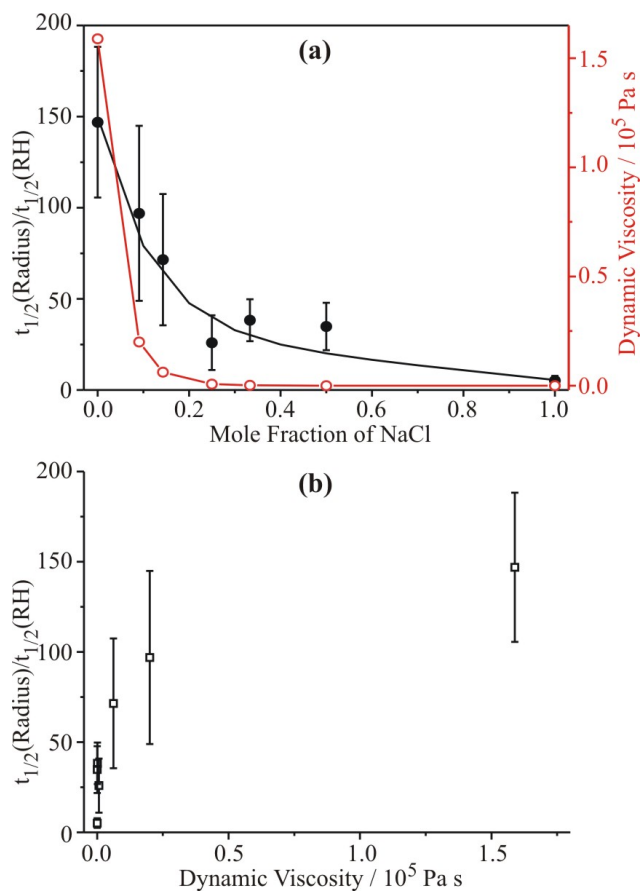 (a)
200
150
100
50
0
t1/2(Radius)/t1/2(RH)
1.5
1.0
0.5
0.0
Dynamic Viscosity / 10^5 Pa s
0.0 0.2 0.4 0.6 0.8 1.0
Mole Fraction of NaCl
(b)
200
150
100
50
0
t1/2(Radius)/t1/2(RH)
0.0 0.5 1.0 1.5
Dynamic Viscosity / 10^5 Pa s